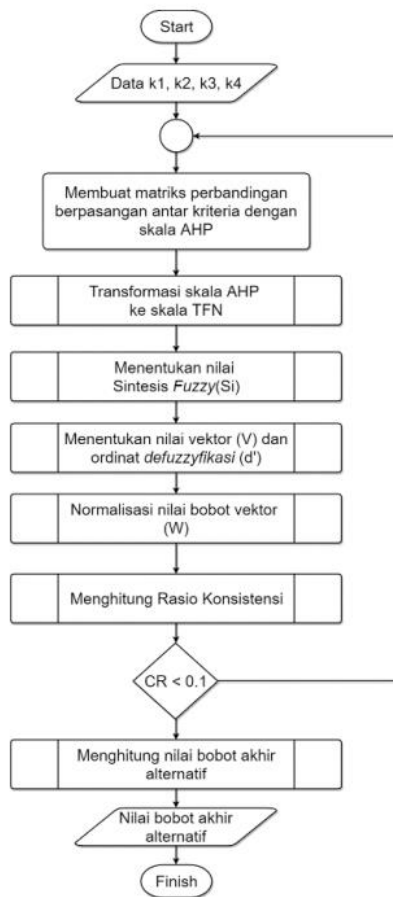 Start
Data k1, k2, k3, k4
Membuat matriks perbandingan
berpasangan antar kriteria dengan
skala AHP
Transformasi skala AHP
ke skala TFN
Menentukan nilai
Sintesis Fuzzy(Si)
Menentukan nilai vektor (V) dan
ordinat defuzzyfikasi (d')
Normalisasi nilai bobot vektor
(W)
Menghitung Rasio Konsistensi
CR < 0.1
Menghitung nilai bobot akhir
alternatif
Nilai bobot akhir
alternatif
Finish